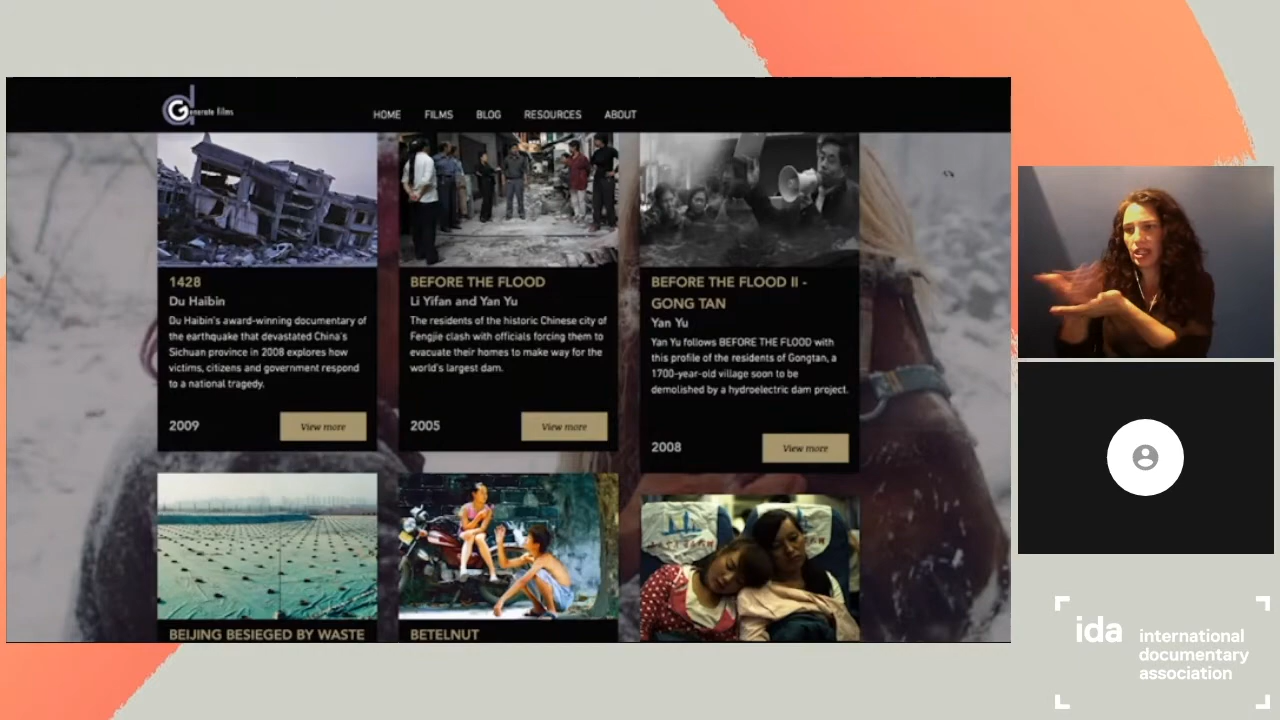 dG enerate films
HOME FILMS BLOG RESOURCES ABOUT
1428
Du Haibin
Du Haibin's award-winning documentary of
the earthquake that devastated China's
Sichuan province in 2008 explores how
victims, citizens and government respond
to a national tragedy.
2009
View more
BEFORE THE FLOOD
Li Yifan and Yan Yu
The residents of the historic Chinese city of
Fengjie clash with officials forcing them to
evacuate their homes to make way for the
world's largest dam.
2005
View more
BEFORE THE FLOOD II -
GONG TAN
Yan Yu
Yan Yu follows BEFORE THE FLOOD with
this profile of the residents of Gongtan, a
1700-year-old village soon to be
demolished by a hydroelectric dam project.
2008
View more
BEIJING BESIEGED BY WASTE
BETELNUT
ida
international
documentary
association